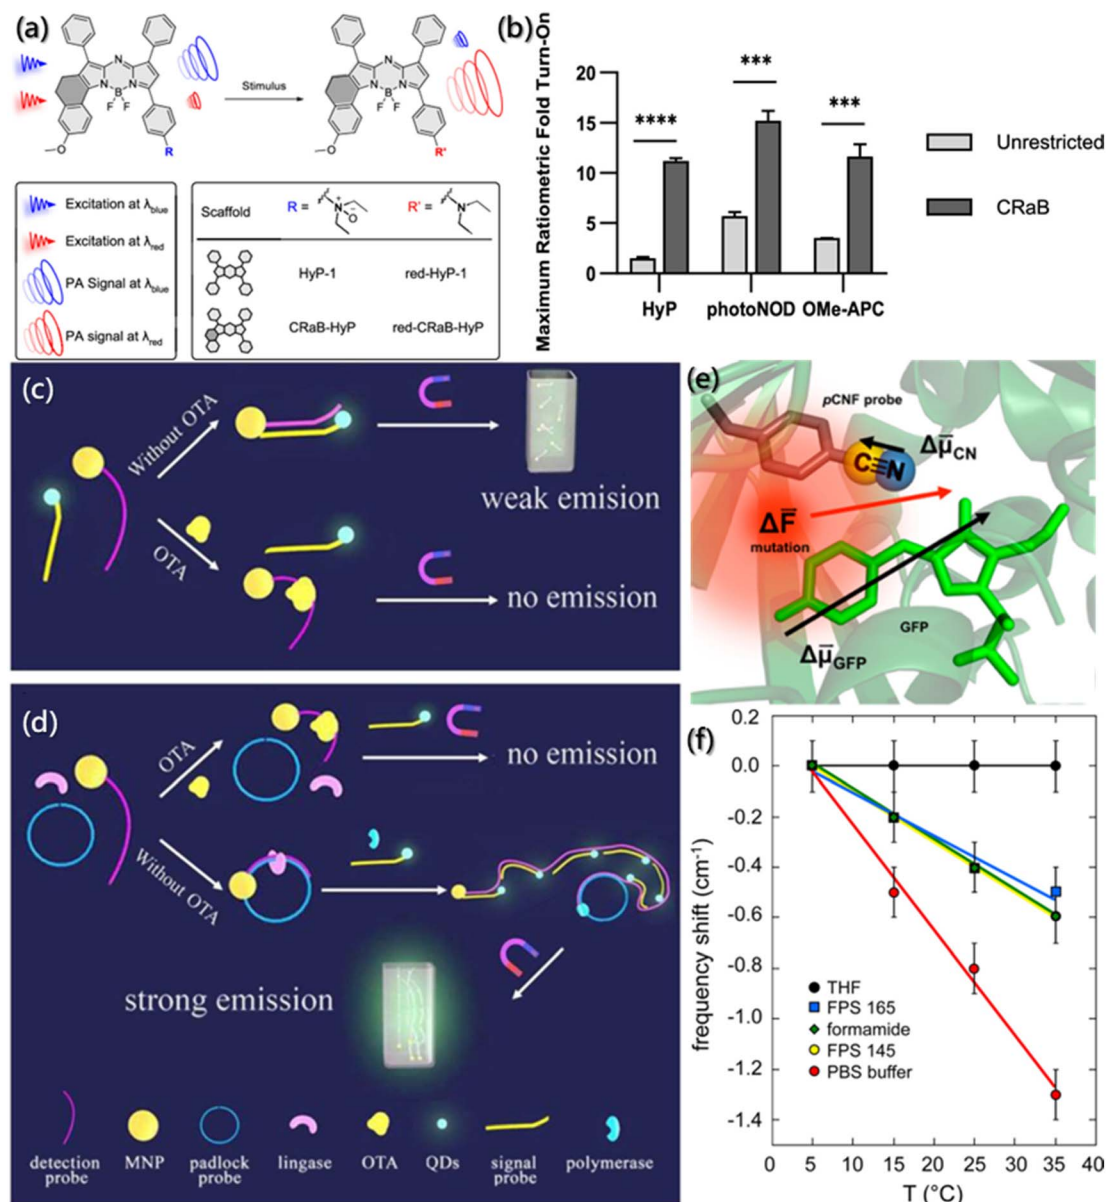 (a)
N
N
N
B
F
F
O
R
Stimulus
N
N
N
B
F
F
O
R'
Excitation at λblue
Excitation at λred
PA Signal at λblue
PA signal at λred
Scaffold
R =
N
+
O
−
R' =
N
HyP-1
red-HyP-1
CRaB-HyP
red-CRaB-HyP
(b)
Maximum Ratiometric Fold Turn-On
20
15
10
5
0
****
***
***
HyP
photoNOD
OMe-APC
Unrestricted
CRaB
(c)
Without OTA
weak emision
OTA
no emission
(d)
OTA
no emission
Without OTA
strong emission
detection probe
MNP
padlock probe
lingase
OTA
QDs
signal probe
polymerase
(e)
pCNF probe
C≡N
Δμ̅CN
ΔF̅
mutation
GFP
Δμ̅GFP
(f)
frequency shift (cm-1)
0.2
0.0
-0.2
-0.4
-0.6
-0.8
-1.0
-1.2
-1.4
THF
FPS 165
formamide
FPS 145
PBS buffer
0 5 10 15 20 25 30 35 40
T (°C)